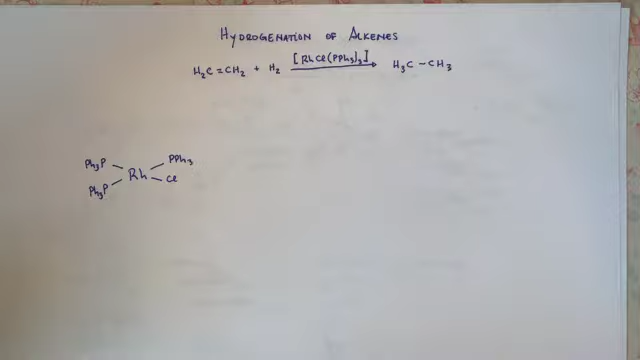 HYDROGENATION OF ALKENES
H₂C=CH₂ + H₂ [RhCl(PPh₃)₃] → H₃C-CH₃
Ph₃P PPh₃
Rh
Ph₃P Cl